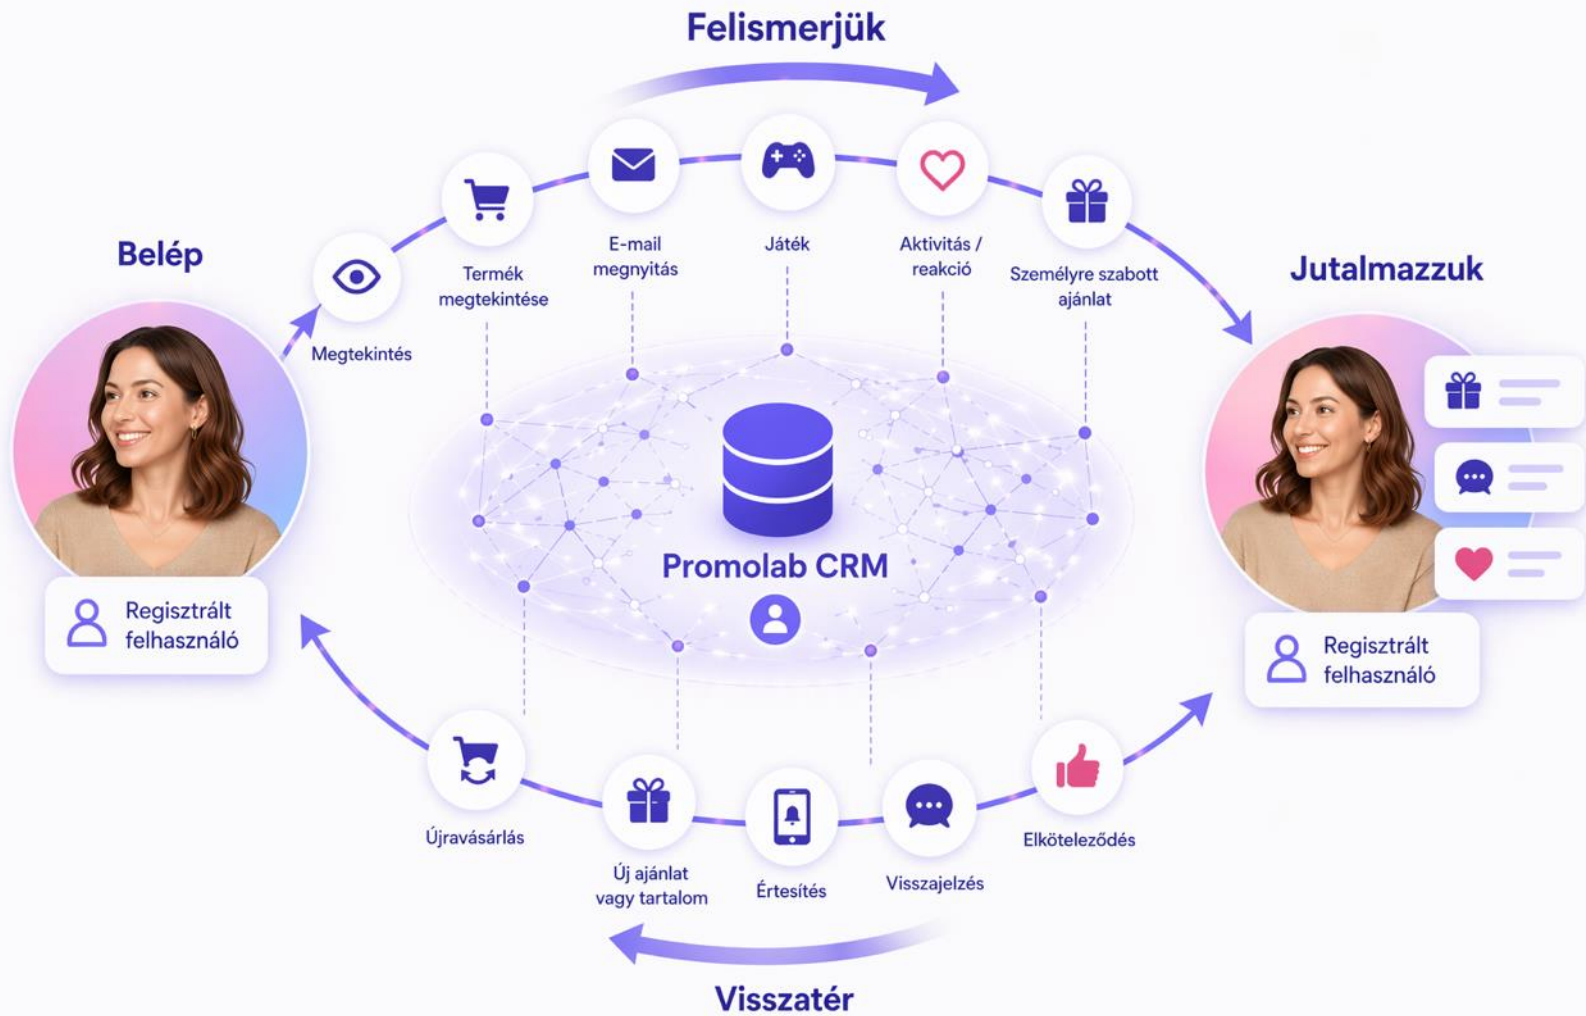 Felismerjük
Belép
Megtekintés
Termék
megtekintése
E-mail
megnyitás
Játék
Aktivitás /
reakció
Személyre szabott
ajánlat
Jutalmazzuk
Promolab CRM
Regisztrált
felhasználó
Regisztrált
felhasználó
Újravásárlás
Új ajánlat
vagy tartalom
Értesítés
Visszajelzés
Elköteleződés
Visszatér